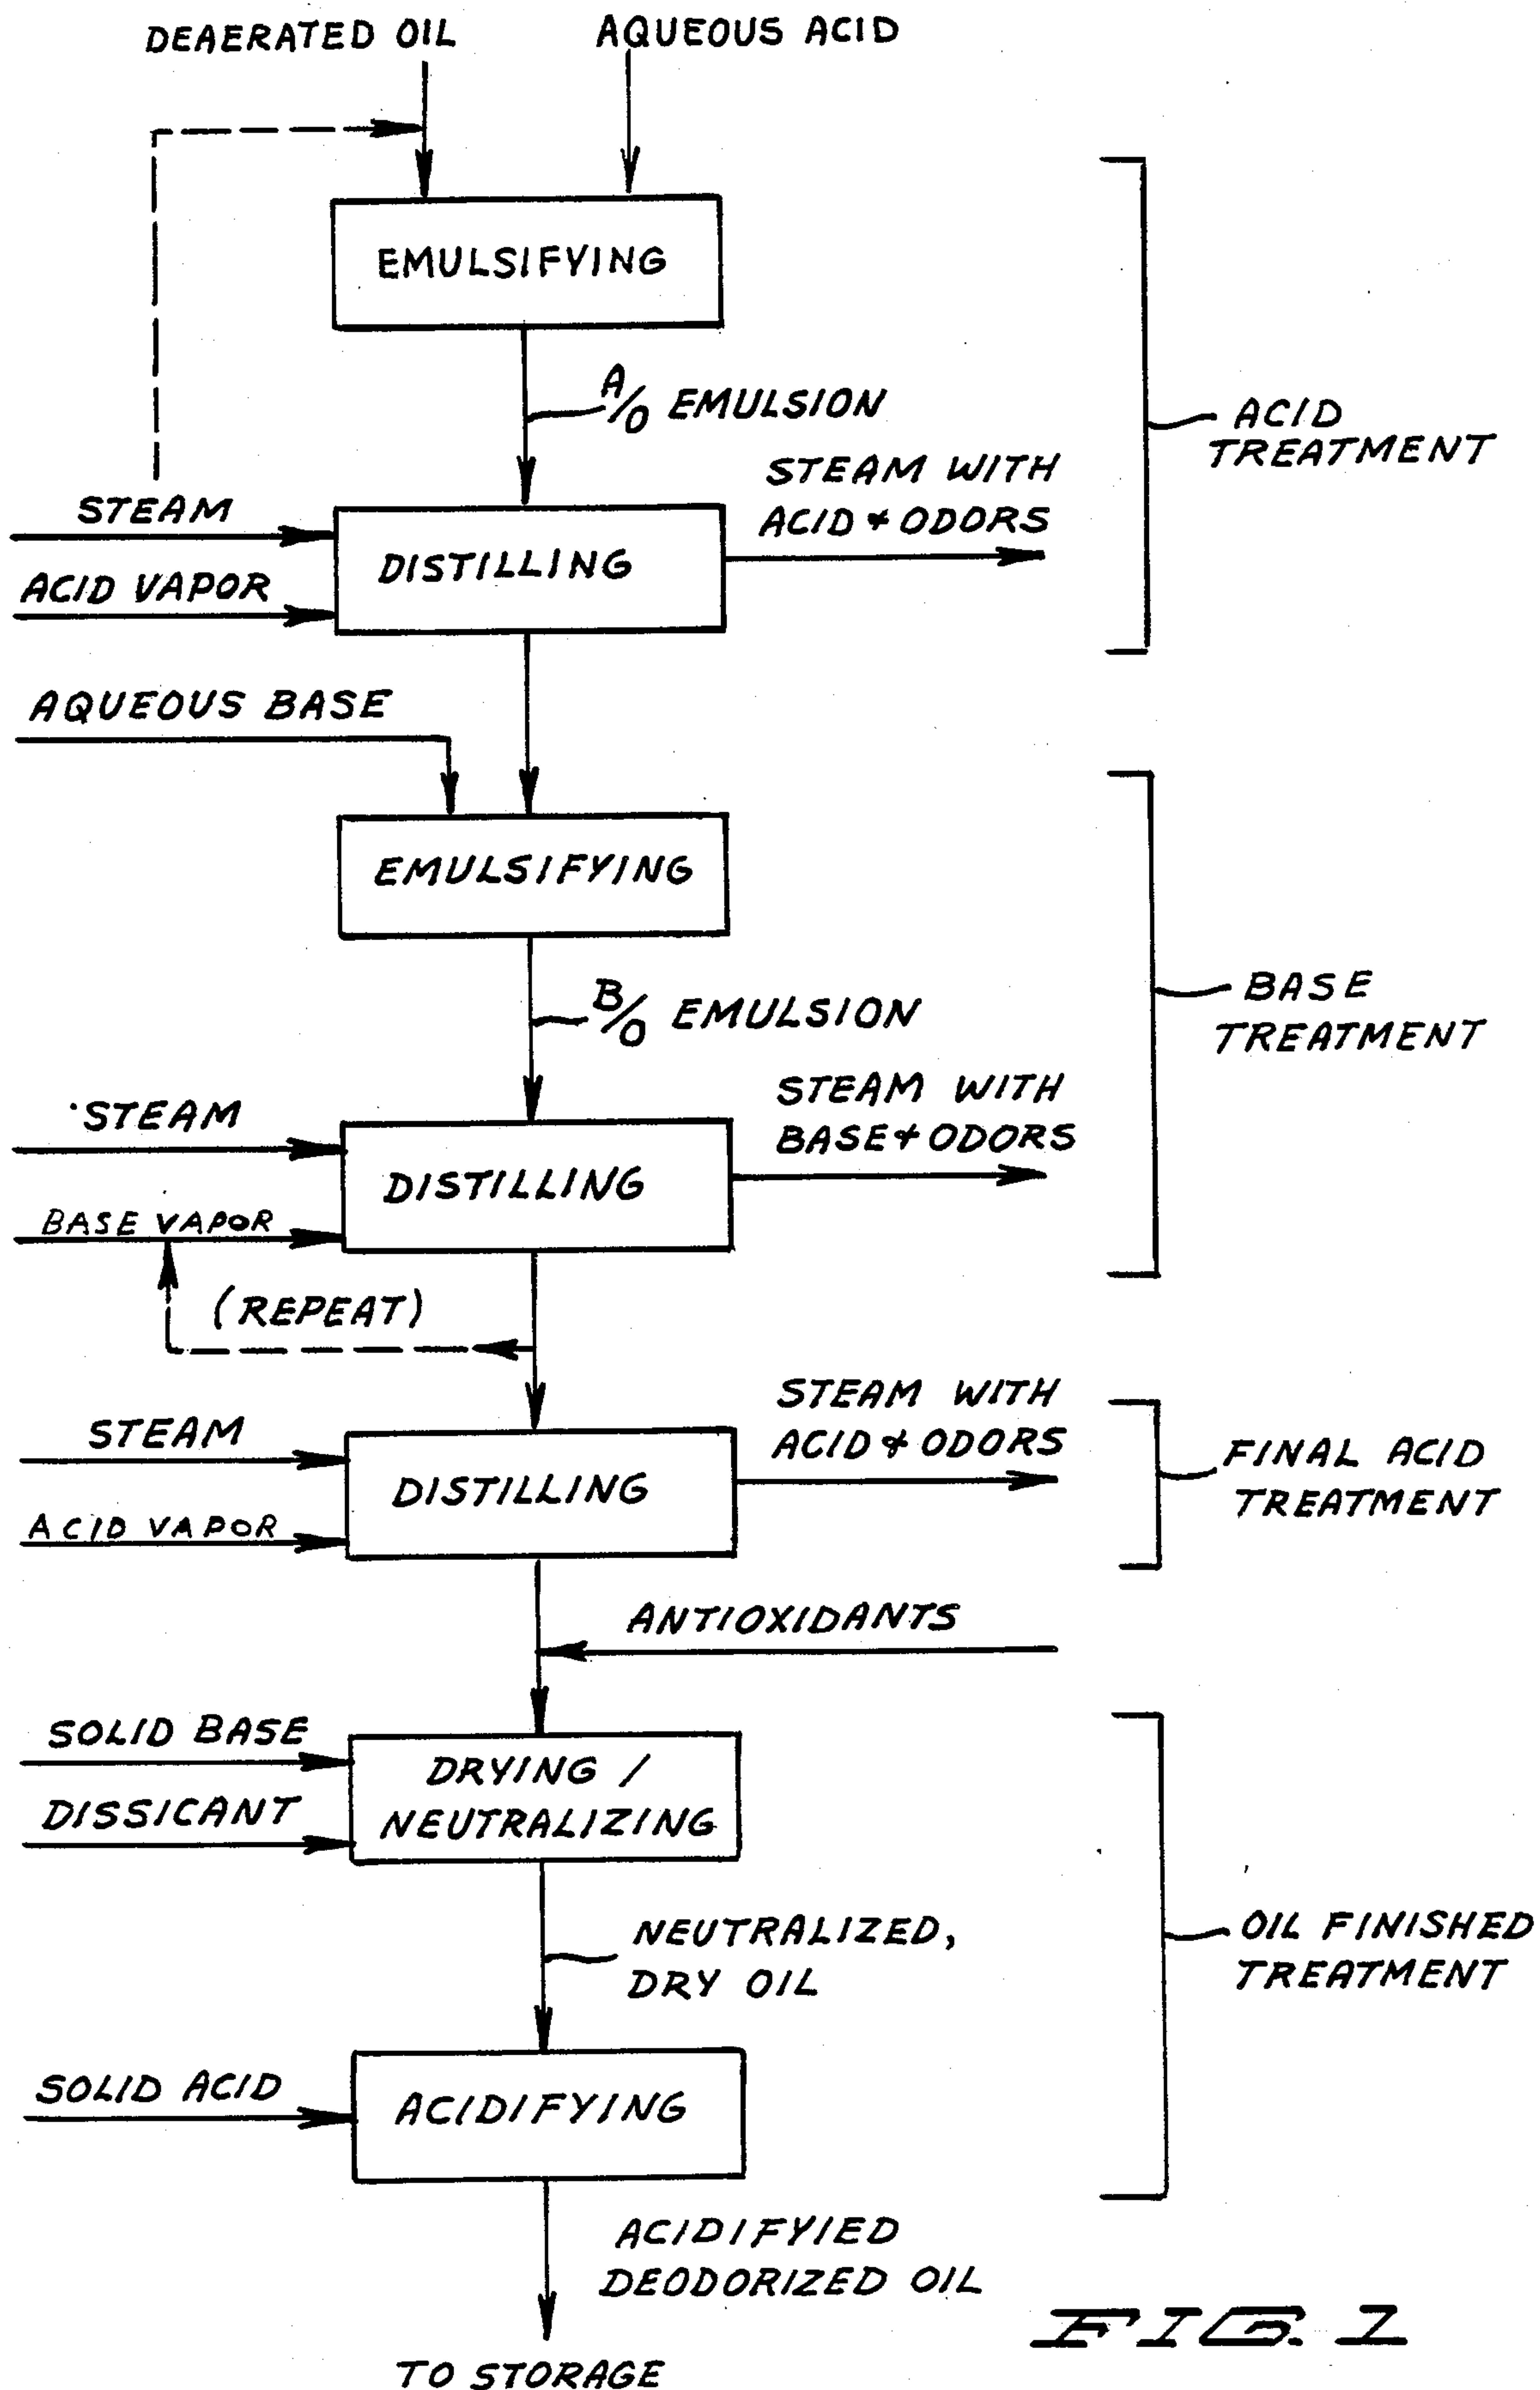 DEAERATED OIL
AQUEOUS ACID
EMULSIFYING
A/O EMULSION
ACID
TREATMENT
STEAM WITH
ACID & ODORS
STEAM
DISTILLING
ACID VAPOR
AQUEOUS BASE
EMULSIFYING
B/O EMULSION
BASE
TREATMENT
STEAM WITH
BASE & ODORS
STEAM
DISTILLING
BASE VAPOR
(REPEAT)
STEAM WITH
ACID & ODORS
STEAM
DISTILLING
FINAL ACID
TREATMENT
ACID VAPOR
ANTIOXIDANTS
SOLID BASE
DRYING /
NEUTRALIZING
DISSICANT
NEUTRALIZED,
DRY OIL
OIL FINISHED
TREATMENT
SOLID ACID
ACIDIFYING
ACIDIFYIED
DEODORIZED OIL
FIG. 1
TO STORAGE